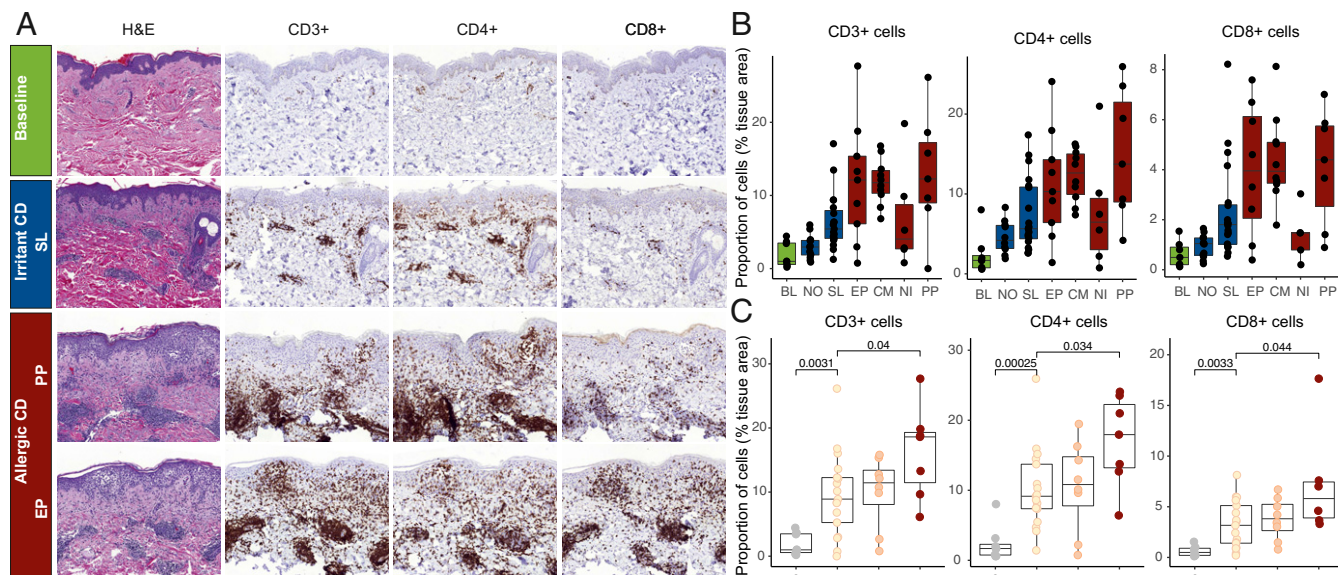 A
H&E
CD3+
CD4+
CD8+
Baseline
Irritant CD
SL
Allergic CD
PP
EP
B
CD3+ cells
CD4+ cells
CD8+ cells
Proportion of cells (% tissue area)
20
10
0
20
10
0
8
6
4
2
0
BL NO SL EP CM NI PP
BL NO SL EP CM NI PP
BL NO SL EP CM NI PP
C
CD3+ cells
CD4+ cells
CD8+ cells
Proportion of cells (% tissue area)
30
20
10
0
0.0031
0.04
30
20
10
0
0.00025
0.034
20
15
10
5
0
0.0033
0.044